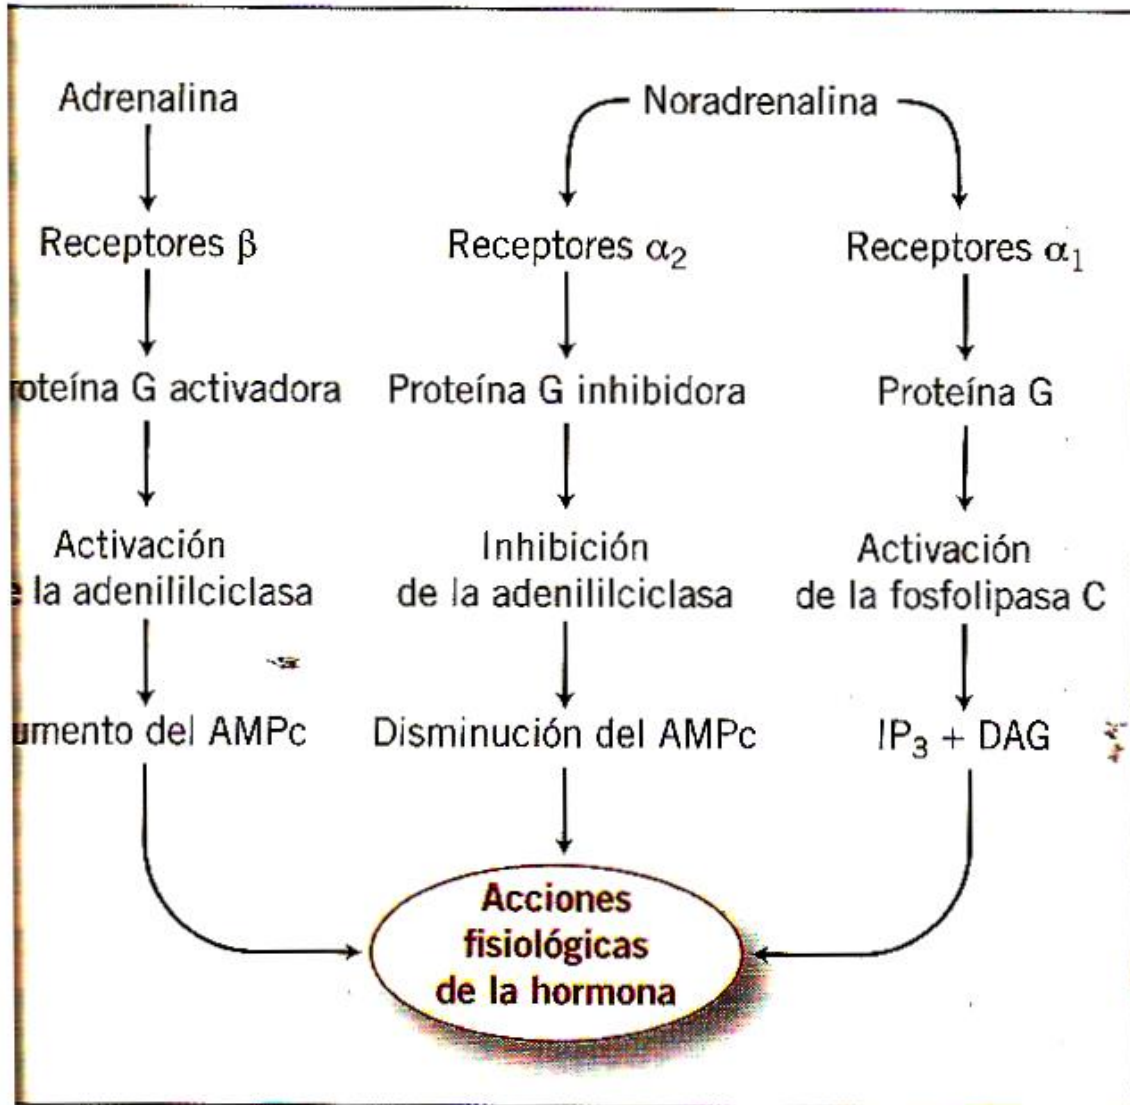 Adrenalina
Noradrenalina
Receptores β
Receptores α2
Receptores α1
roteína G activadora
Proteína G inhibidora
Proteína G
Activación
e la adenililciclasa
Inhibición
de la adenililciclasa
Activación
de la fosfolipasa C
umento del AMPc
Disminución del AMPc
IP3 + DAG
Acciones
fisiológicas
de la hormona